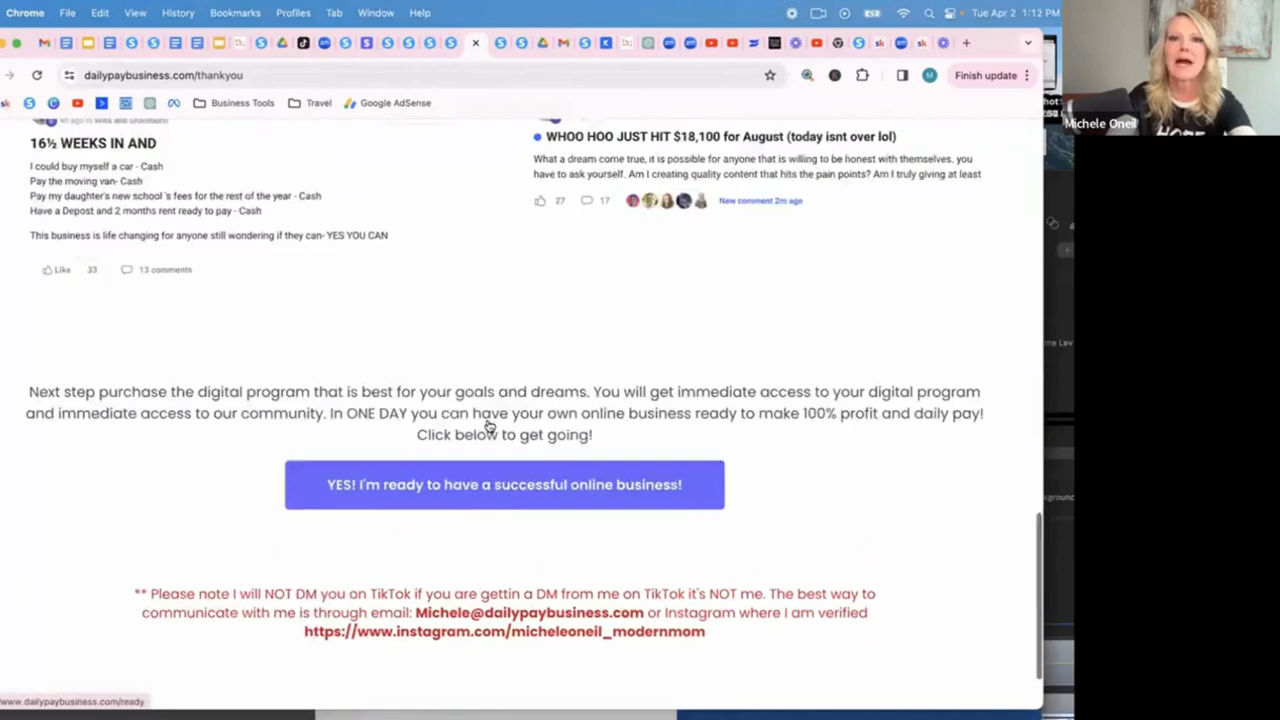 Chrome File Edit View History Bookmarks Profiles Tab Window Help Tue Apr 2 1:12 PM
dailypaybusiness.com/thankyou
M
Finish update
Business Tools
Travel
Google AdSense
Michele Oneil
16½ WEEKS IN AND
I could buy myself a car - Cash
Pay the moving van- Cash
Pay my daughter's new school 's fees for the rest of the year - Cash
Have a Depost and 2 months rent ready to pay - Cash
This business is life changing for anyone still wondering if they can- YES YOU CAN
Like 33 13 comments
WHOO HOO JUST HIT $18,100 for August (today isnt over lol)
What a dream come true, it is possible for anyone that is willing to be honest with themselves, you
have to ask yourself. Am I creating quality content that hits the pain points? Am I truly giving at least
27 17 New comment 2m ago
Next step purchase the digital program that is best for your goals and dreams. You will get immediate access to your digital program
and immediate access to our community. In ONE DAY you can have your own online business ready to make 100% profit and daily pay!
Click below to get going!
YES! I'm ready to have a successful online business!
** Please note I will NOT DM you on TikTok if you are gettin a DM from me on TikTok it's NOT me. The best way to
communicate with me is through email: Michele@dailypaybusiness.com or Instagram where I am verified
https://www.instagram.com/micheleoneil_modernmom
www.dailypaybusiness.com/ready